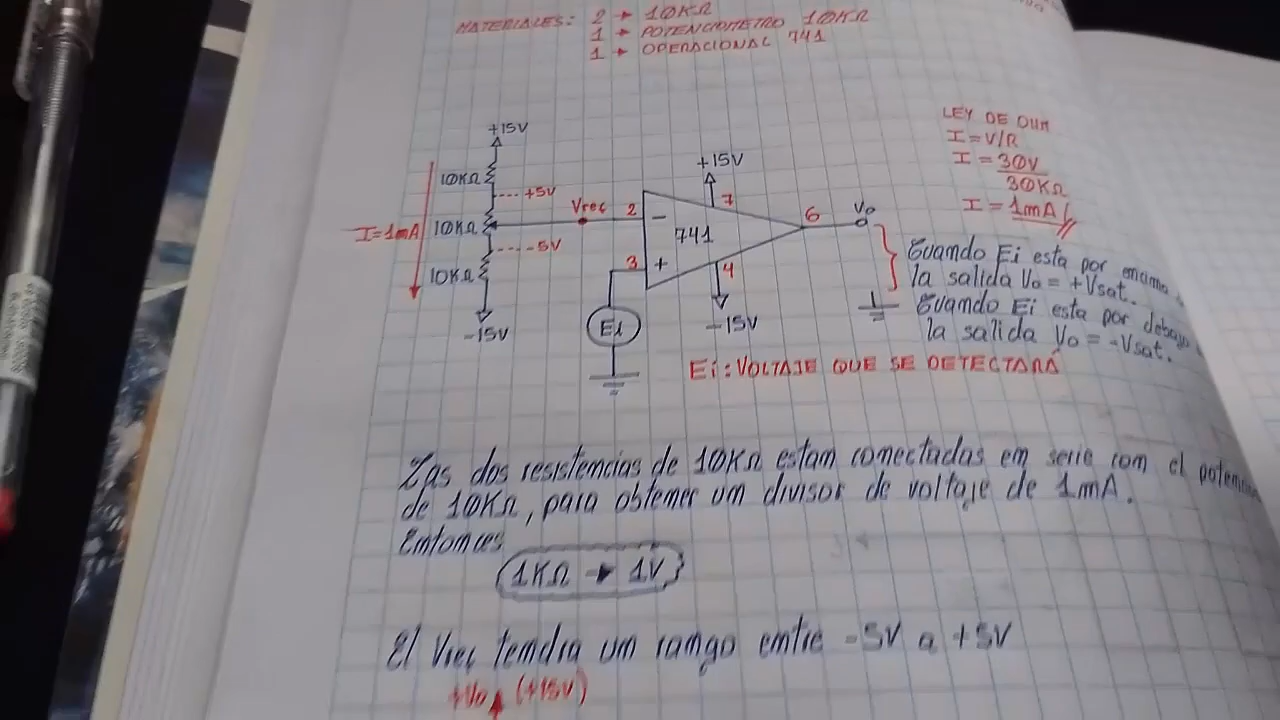 MATERIALES: 2 → 10KΩ
1 → POTENCIOMETRO 10KΩ
1 → OPERACIONAL 741
+15V
10KΩ
+5V
I=1mA
10KΩ
-5V
10KΩ
-15V
Vref
2
3
-
+
741
+15V
7
4
-15V
6
Vo
Ei
LEY DE OHM
I = V/R
I = 30V
30KΩ
I = 1mA
Cuando Ei esta por encima
la salida Vo = +Vsat.
Cuando Ei esta por debajo
la salida Vo = -Vsat.
Ei: VOLTAJE QUE SE DETECTARÁ
Las dos resistencias de 10KΩ estan conectadas en serie con el
de 10KΩ, para obtener un divisor de voltaje de 1mA.
Entonces
1KΩ → 1V
El Vref tendra un rango entre -5V a +5V
+Vo (+15V)